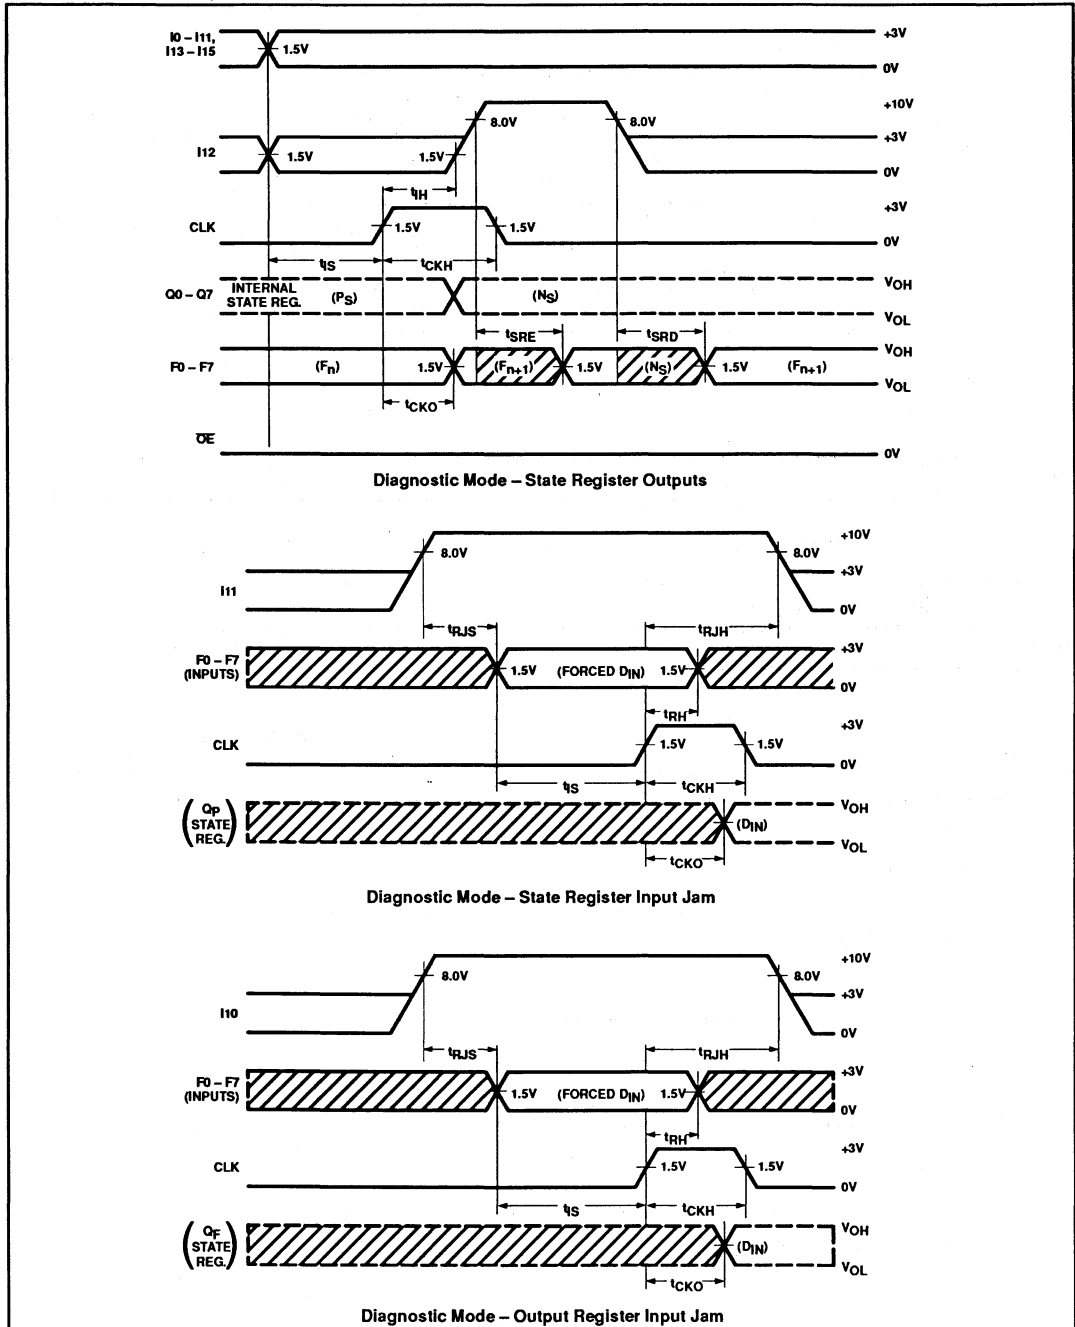 I0 – I11,
I13 – I15
1.5V
+3V
0V
+10V
8.0V
8.0V
+3V
I12
1.5V
1.5V
0V
tIH
+3V
CLK
1.5V
1.5V
0V
tIS
tCKH
Q0 – Q7
INTERNAL
STATE REG.
(PS)
(NS)
VOH
VOL
tSRE
tSRD
F0 – F7
(Fn)
1.5V
(Fn+1)
1.5V
(NS)
1.5V
(Fn+1)
VOH
VOL
tCKO
OE
0V
Diagnostic Mode – State Register Outputs
+10V
8.0V
8.0V
+3V
I11
0V
tRJS
tRJH
F0 – F7
(INPUTS)
1.5V
(FORCED DIN)
1.5V
+3V
0V
tRH
+3V
CLK
1.5V
1.5V
0V
tIS
tCKH
QP
STATE
REG.
(DIN)
VOH
VOL
tCKO
Diagnostic Mode – State Register Input Jam
+10V
8.0V
8.0V
+3V
I10
0V
tRJS
tRJH
F0 – F7
(INPUTS)
1.5V
(FORCED DIN)
1.5V
+3V
0V
tRH
+3V
CLK
1.5V
1.5V
0V
tIS
tCKH
QF
STATE
REG.
(DIN)
VOH
VOL
tCKO
Diagnostic Mode – Output Register Input Jam